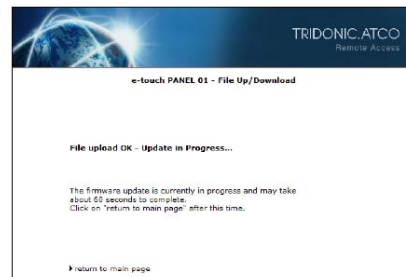 TRIDONIC.ATCO
Remote Access
e-touch PANEL 01 - File Up/Download
File upload OK - Update in Progress...
The firmware update is currently in progress and may take
about 60 seconds to complete.
Click on "return to main page" after this time.
return to main page